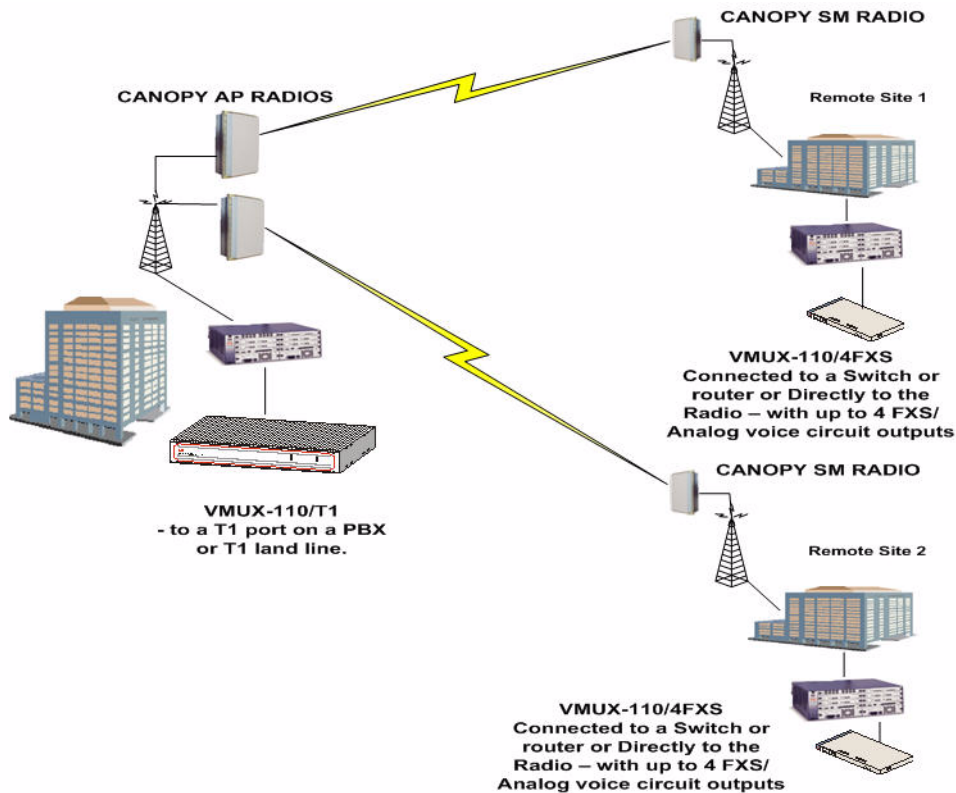 CANOPY SM RADIO
CANOPY AP RADIOS
Remote Site 1
VMUX-110/4FXS
Connected to a Switch or
router or Directly to the
Radio – with up to 4 FXS/
Analog voice circuit outputs
CANOPY SM RADIO
VMUX-110/T1
- to a T1 port on a PBX
or T1 land line.
Remote Site 2
VMUX-110/4FXS
Connected to a Switch or
router or Directly to the
Radio – with up to 4 FXS/
Analog voice circuit outputs